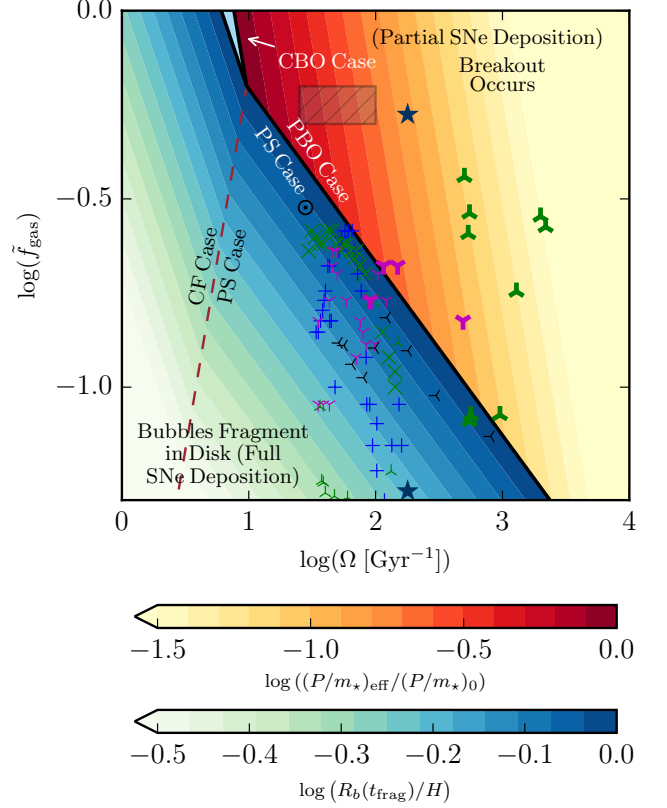 0.0
−0.5
−1.0
log(f̃gas)
(Partial SNe Deposition)
Breakout
Occurs
CBO Case
PBO Case
PS Case
CF Case
PS Case
Bubbles Fragment
in Disk (Full
SNe Deposition)
0 1 2 3 4
log(Ω [Gyr⁻¹])
−1.5 −1.0 −0.5 0.0
log ((P/m⋆)eff/(P/m⋆)0)
−0.5 −0.4 −0.3 −0.2 −0.1 0.0
log (Rb(tfrag)/H)